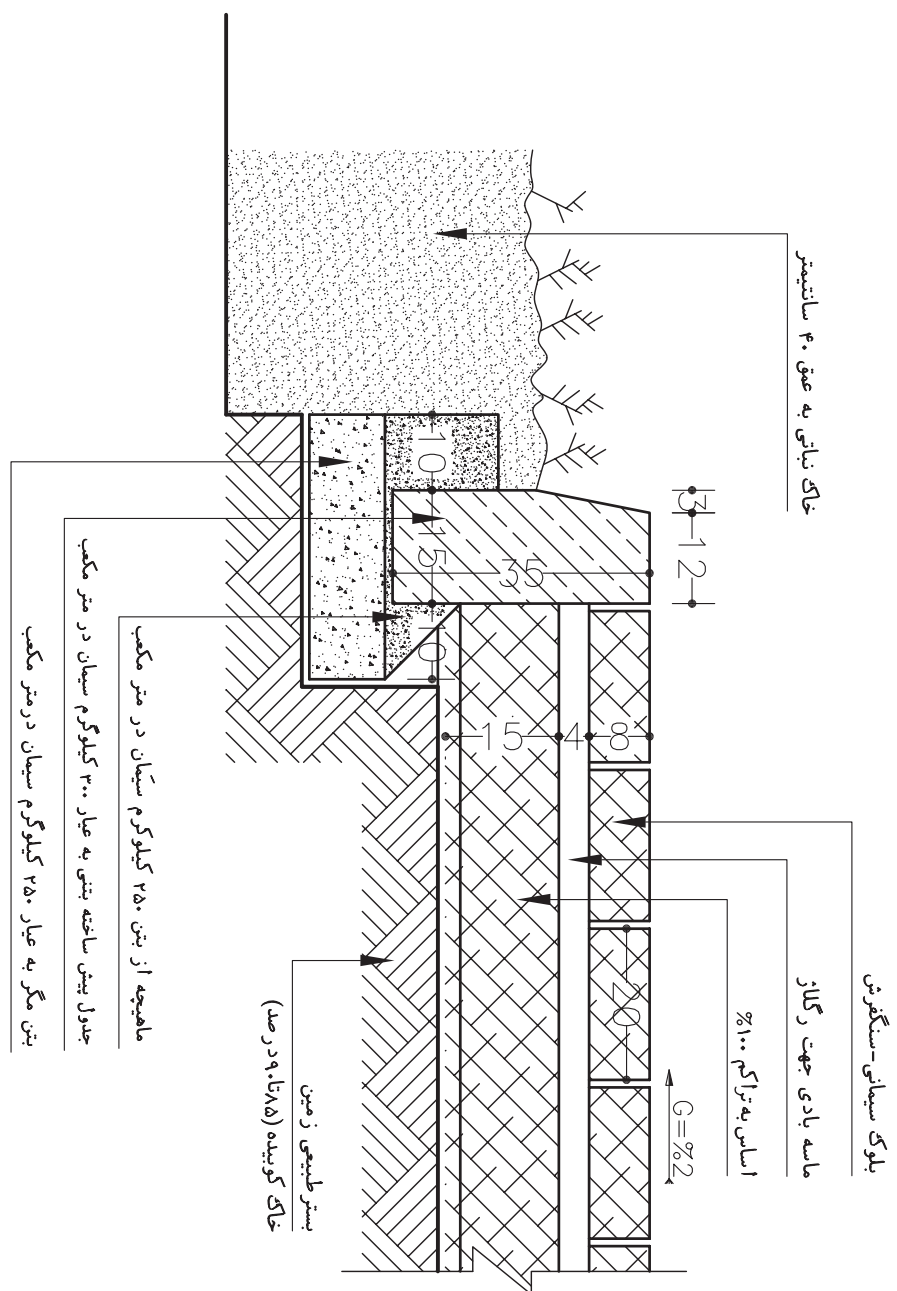 خاک نباتی به عمق ۴۰ سانتیمتر
بلوک سیمانی-سنگفرش
ماسه بادی جهت رگلاژ
اساس به تراکم ۱۰۰%
G=%2
3
12
10
15
10
35
15
4
8
20
بستر طبیعی زمین
خاک کوبیده (۸۵تا۹۰درصد)
ماهیچه از بتن ۲۵۰ کیلوگرم سیمان در متر مکعب
جدول پیش ساخته بتنی به عیار ۳۰۰ کیلوگرم سیمان در متر مکعب
بتن مگر به عیار ۲۵۰ کیلوگرم سیمان درمتر مکعب